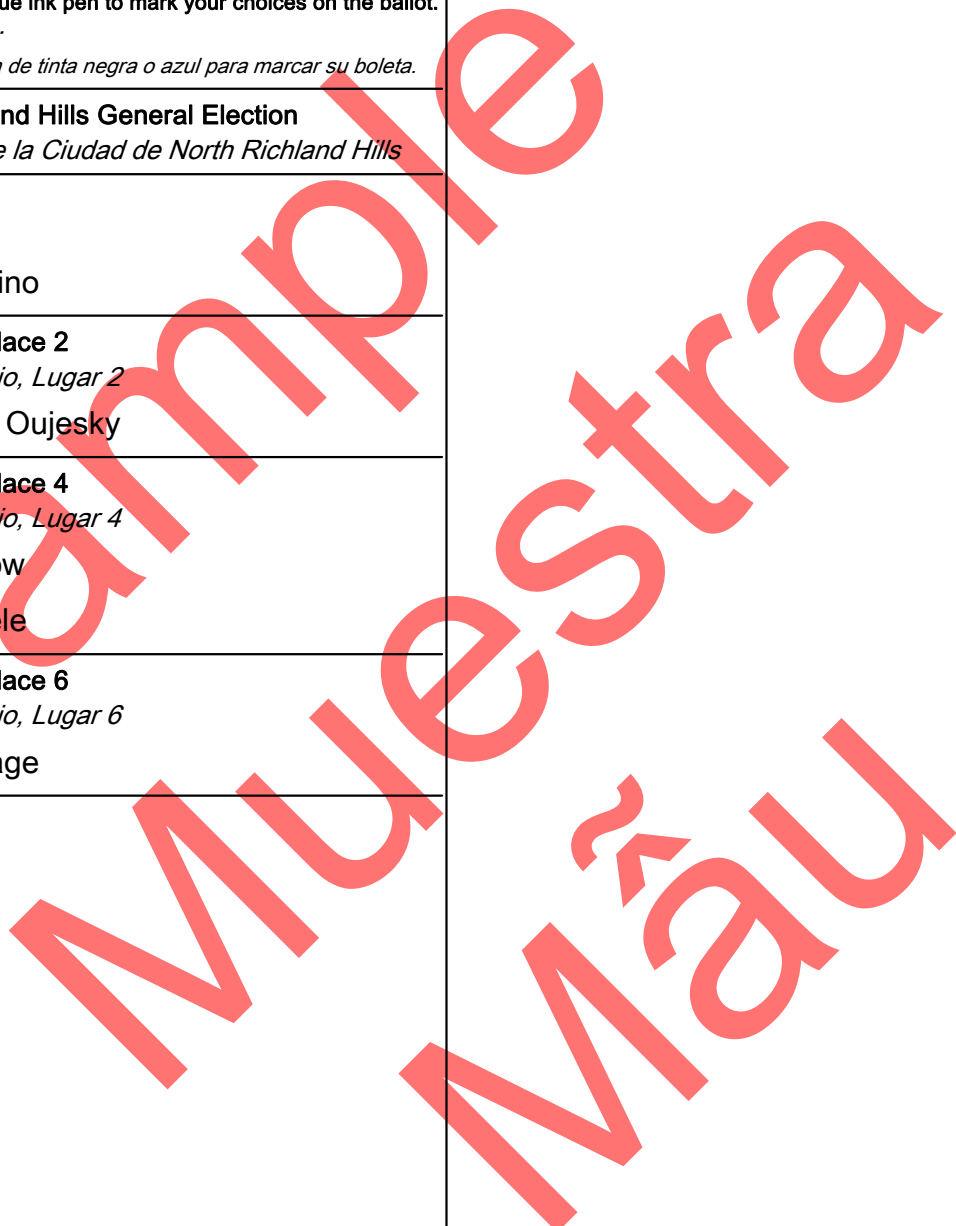 ue ink pen to mark your choices on the ballot.
.
de tinta negra o azul para marcar su boleta.
nd Hills General Election
e la Ciudad de North Richland Hills
ino
lace 2
io, Lugar 2
Oujesky
lace 4
io, Lugar 4
ow
ele
lace 6
io, Lugar 6
age
ample
Muestra
Mẫu